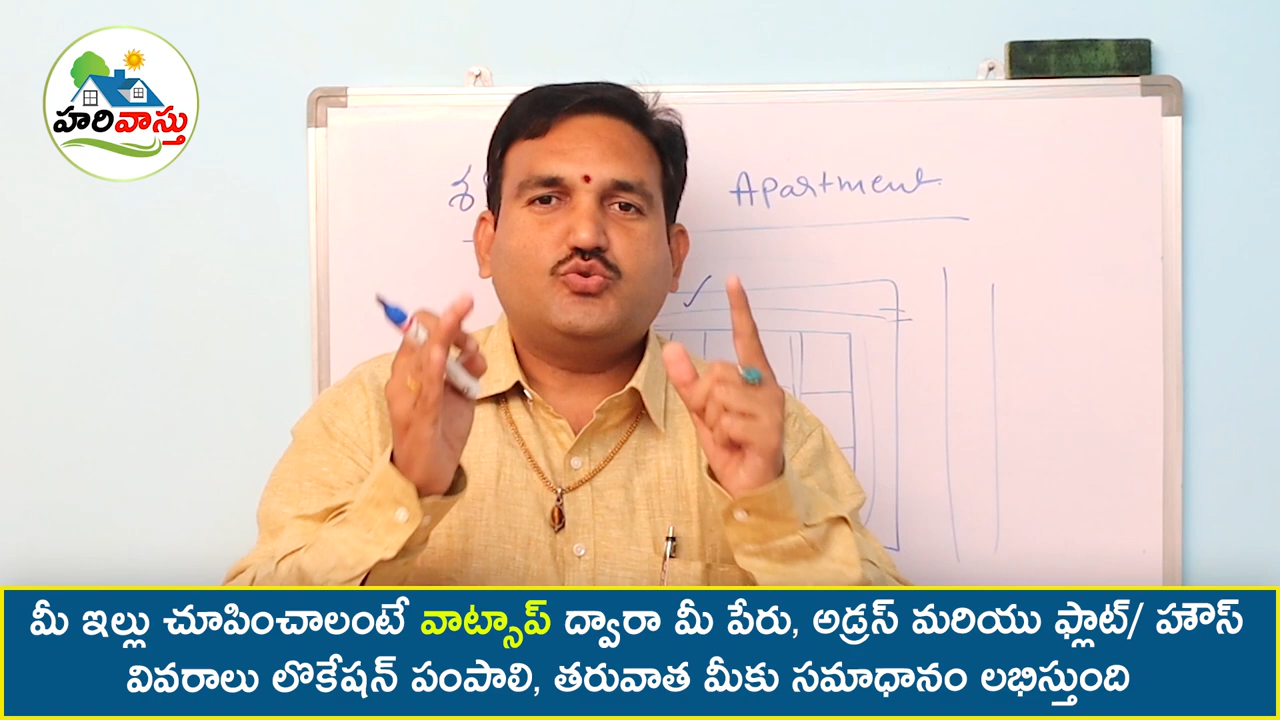 హరివాస్తు
Apartment
మీ ఇల్లు చూపించాలంటే వాట్సాప్ ద్వారా మీ పేరు, అడ్రస్ మరియు ఫ్లాట్/ హౌస్
వివరాలు లొకేషన్ పంపాలి, తరువాత మీకు సమాధానం లభిస్తుంది